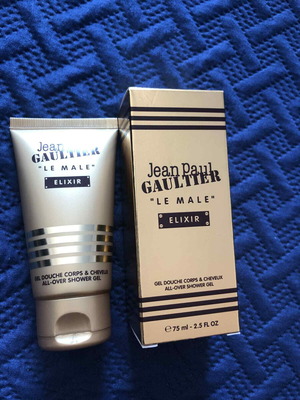 Jean
GAULTIER
"LE MALE"
ELIXIR
GEL DOUCHE CORPS & CHEVEUX
ALL-OVER SHOWER GEL
Jean Paul
GAULTIER
"LE MALE"
ELIXIR
GEL DOUCHE CORPS & CHEVEUX
ALL-OVER SHOWER GEL
e 75 ml - 2.5 FL OZ